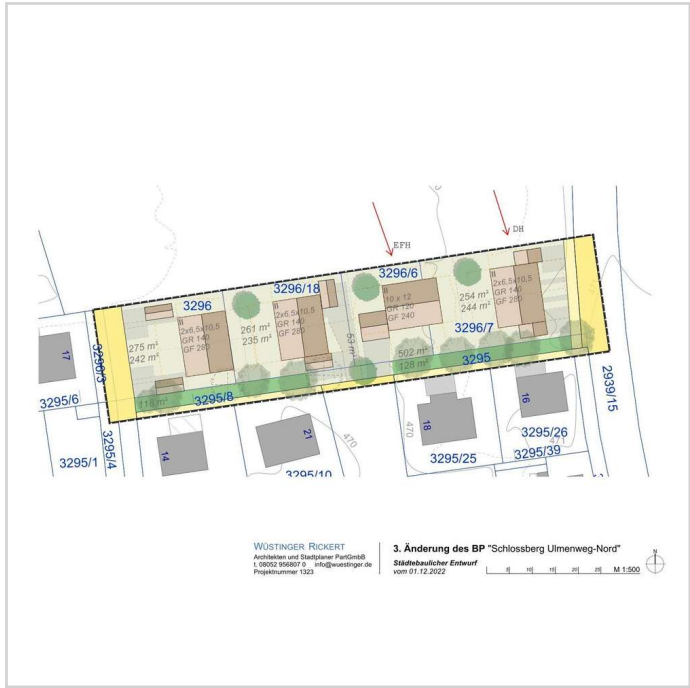 EFH
DH
3296/6
3296/18
3296
II
2x6,5x10,5
GR 140
GF 280
II
2x6,5x10,5
GR 140
GF 280
II
10 x 12
GR 120
GF 240
II
2x6,5x10,5
GR 140
GF 280
254 m²
244 m²
261 m²
235 m²
275 m²
242 m²
53 m²
502 m²
128 m²
118 m²
3296/7
3295
3295/8
3296/3
2939/15
17
3295/6
3295/1
3295/4
14
21
470
470
18
16
471
3295/10
3295/25
3295/26
3295/39
WÜSTINGER RICKERT
Architekten und Stadtplaner PartGmbB
t. 08052 956807 0 info@wuestinger.de
Projektnummer 1323
3. Änderung des BP "Schlossberg Ulmenweg-Nord"
Städtebaulicher Entwurf
vom 01.12.2022
5| 10| 15| 20| 25| M 1:500
N